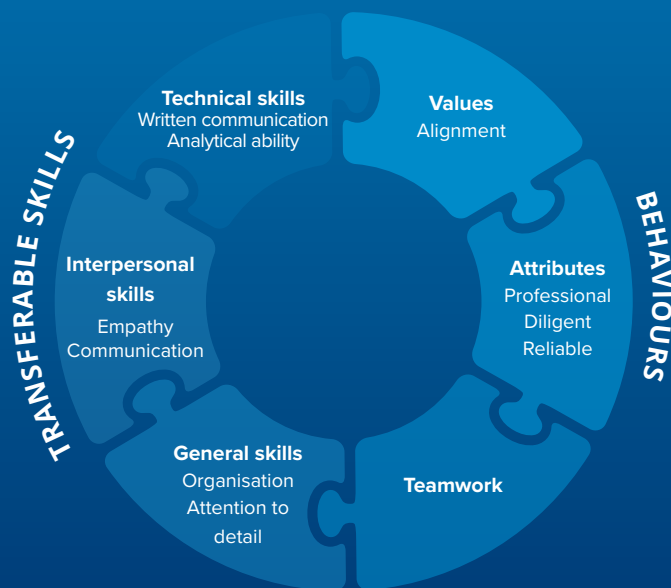 TRANSFERABLE SKILLS
Technical skills
Written communication
Analytical ability
Interpersonal
skills
Empathy
Communication
General skills
Organisation
Attention to
detail
Values
Alignment
Attributes
Professional
Diligent
Reliable
Teamwork
BEHAVIOURS